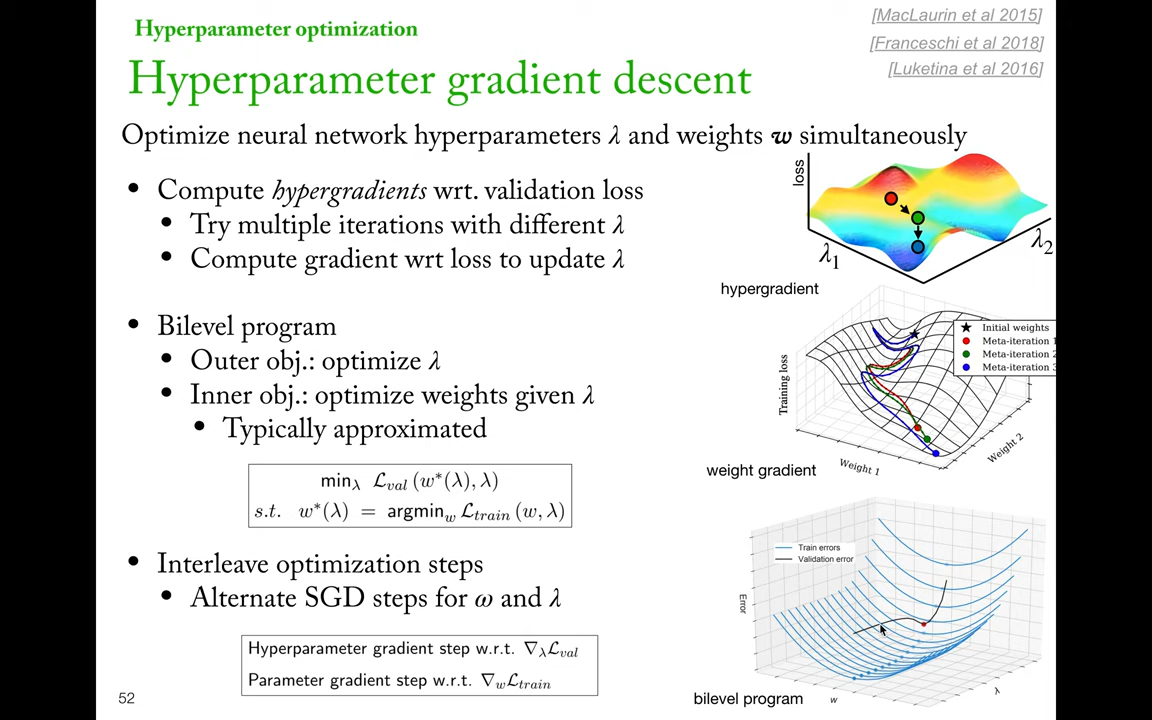 Hyperparameter optimization
[MacLaurin et al 2015]
[Franceschi et al 2018]
[Luketina et al 2016]
Hyperparameter gradient descent
Optimize neural network hyperparameters λ and weights w simultaneously
• Compute hypergradients wrt. validation loss
• Try multiple iterations with different λ
• Compute gradient wrt loss to update λ
• Bilevel program
• Outer obj.: optimize λ
• Inner obj.: optimize weights given λ
• Typically approximated
min_λ L_val (w*(λ), λ)
s.t. w*(λ) = argmin_w L_train (w, λ)
• Interleave optimization steps
• Alternate SGD steps for ω and λ
Hyperparameter gradient step w.r.t. ∇_λ L_val
Parameter gradient step w.r.t. ∇_w L_train
52
loss
λ1
λ2
hypergradient
Initial weights
Meta-iteration 1
Meta-iteration 2
Meta-iteration 3
Training loss
Weight 1
Weight 2
weight gradient
Train errors
Validation error
Error
w
λ
bilevel program